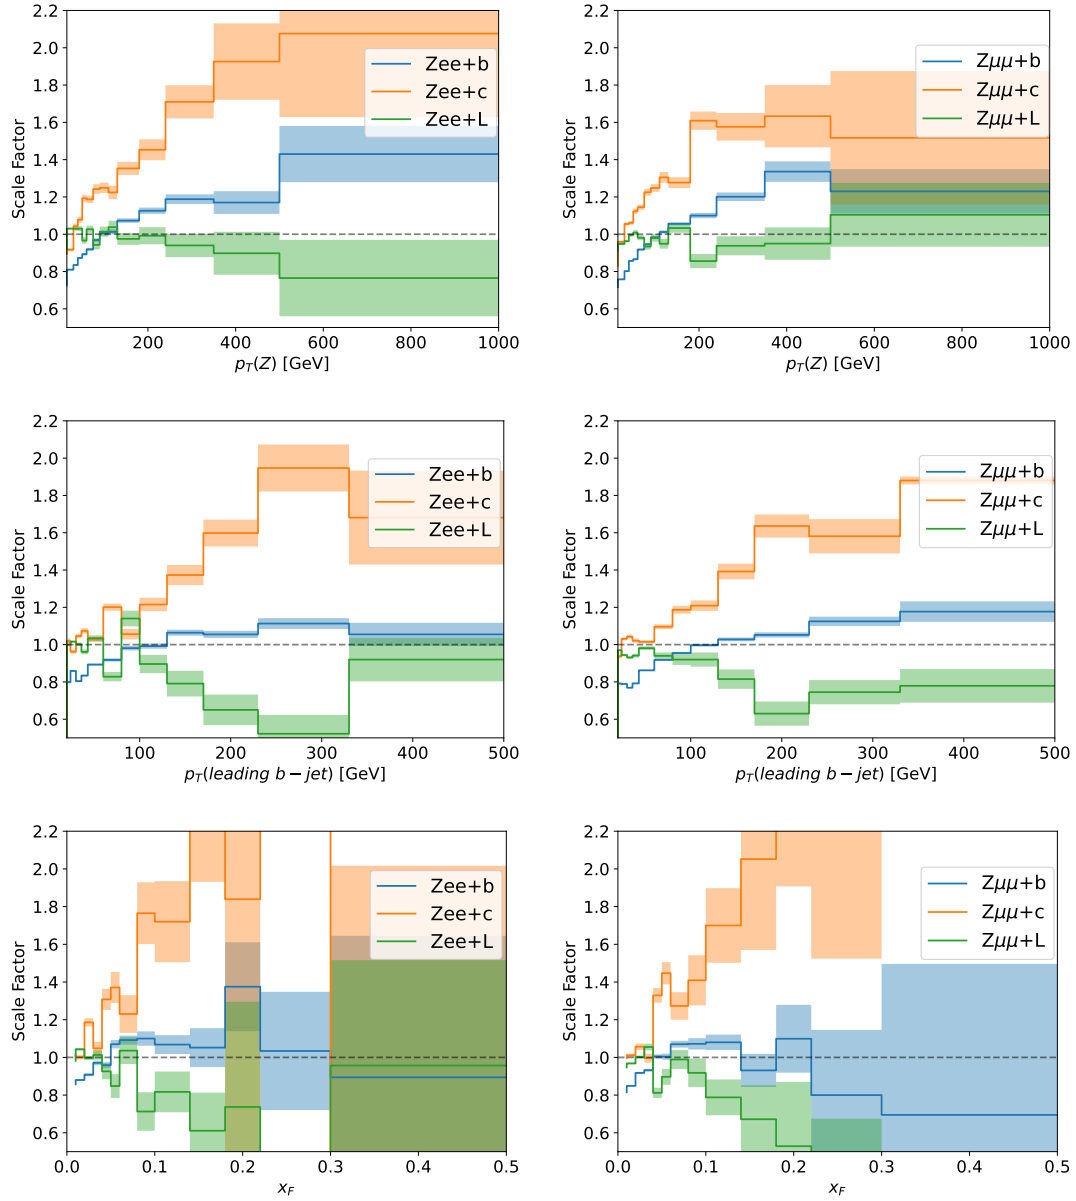 2.2
2.0
1.8
1.6
1.4
1.2
1.0
0.8
0.6
Scale Factor
Zee+b
Zee+c
Zee+L
200 400 600 800 1000
p_T(Z) [GeV]
2.2
2.0
1.8
1.6
1.4
1.2
1.0
0.8
0.6
Scale Factor
Zμμ+b
Zμμ+c
Zμμ+L
200 400 600 800 1000
p_T(Z) [GeV]
2.2
2.0
1.8
1.6
1.4
1.2
1.0
0.8
0.6
Scale Factor
Zee+b
Zee+c
Zee+L
100 200 300 400 500
p_T(leading b − jet) [GeV]
2.2
2.0
1.8
1.6
1.4
1.2
1.0
0.8
0.6
Scale Factor
Zμμ+b
Zμμ+c
Zμμ+L
100 200 300 400 500
p_T(leading b − jet) [GeV]
2.2
2.0
1.8
1.6
1.4
1.2
1.0
0.8
0.6
Scale Factor
Zee+b
Zee+c
Zee+L
0.0 0.1 0.2 0.3 0.4 0.5
x_F
2.2
2.0
1.8
1.6
1.4
1.2
1.0
0.8
0.6
Scale Factor
Zμμ+b
Zμμ+c
Zμμ+L
0.0 0.1 0.2 0.3 0.4 0.5
x_F